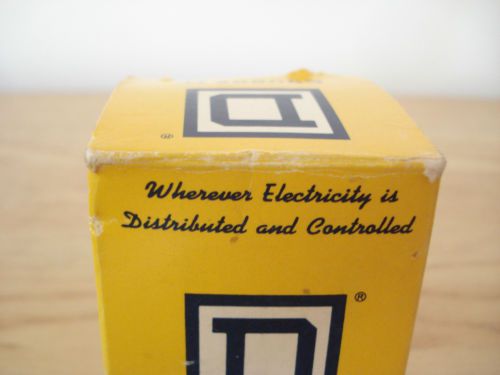 D
®
Wherever Electricity is
Distributed and Controlled
D
®